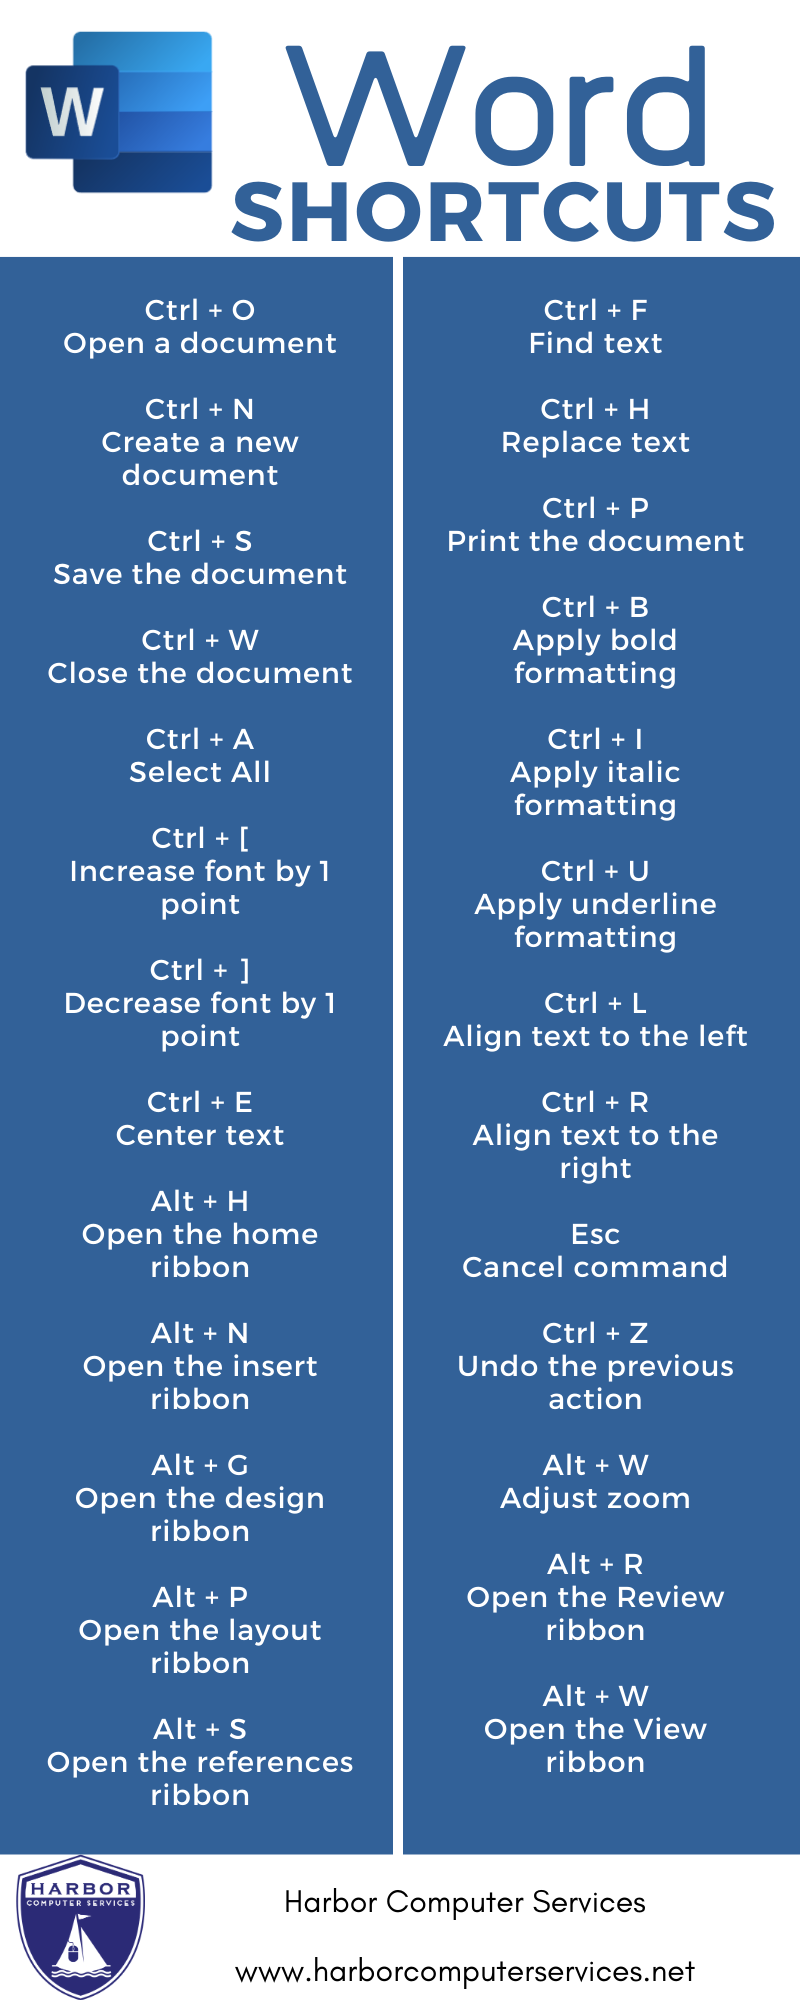 W
Word
SHORTCUTS
Ctrl + O
Open a document
Ctrl + N
Create a new
document
Ctrl + S
Save the document
Ctrl + W
Close the document
Ctrl + A
Select All
Ctrl + [
Increase font by 1
point
Ctrl + ]
Decrease font by 1
point
Ctrl + E
Center text
Alt + H
Open the home
ribbon
Alt + N
Open the insert
ribbon
Alt + G
Open the design
ribbon
Alt + P
Open the layout
ribbon
Alt + S
Open the references
ribbon
Ctrl + F
Find text
Ctrl + H
Replace text
Ctrl + P
Print the document
Ctrl + B
Apply bold
formatting
Ctrl + I
Apply italic
formatting
Ctrl + U
Apply underline
formatting
Ctrl + L
Align text to the left
Ctrl + R
Align text to the
right
Esc
Cancel command
Ctrl + Z
Undo the previous
action
Alt + W
Adjust zoom
Alt + R
Open the Review
ribbon
Alt + W
Open the View
ribbon
HARBOR
COMPUTER SERVICES
Harbor Computer Services
www.harborcomputerservices.net